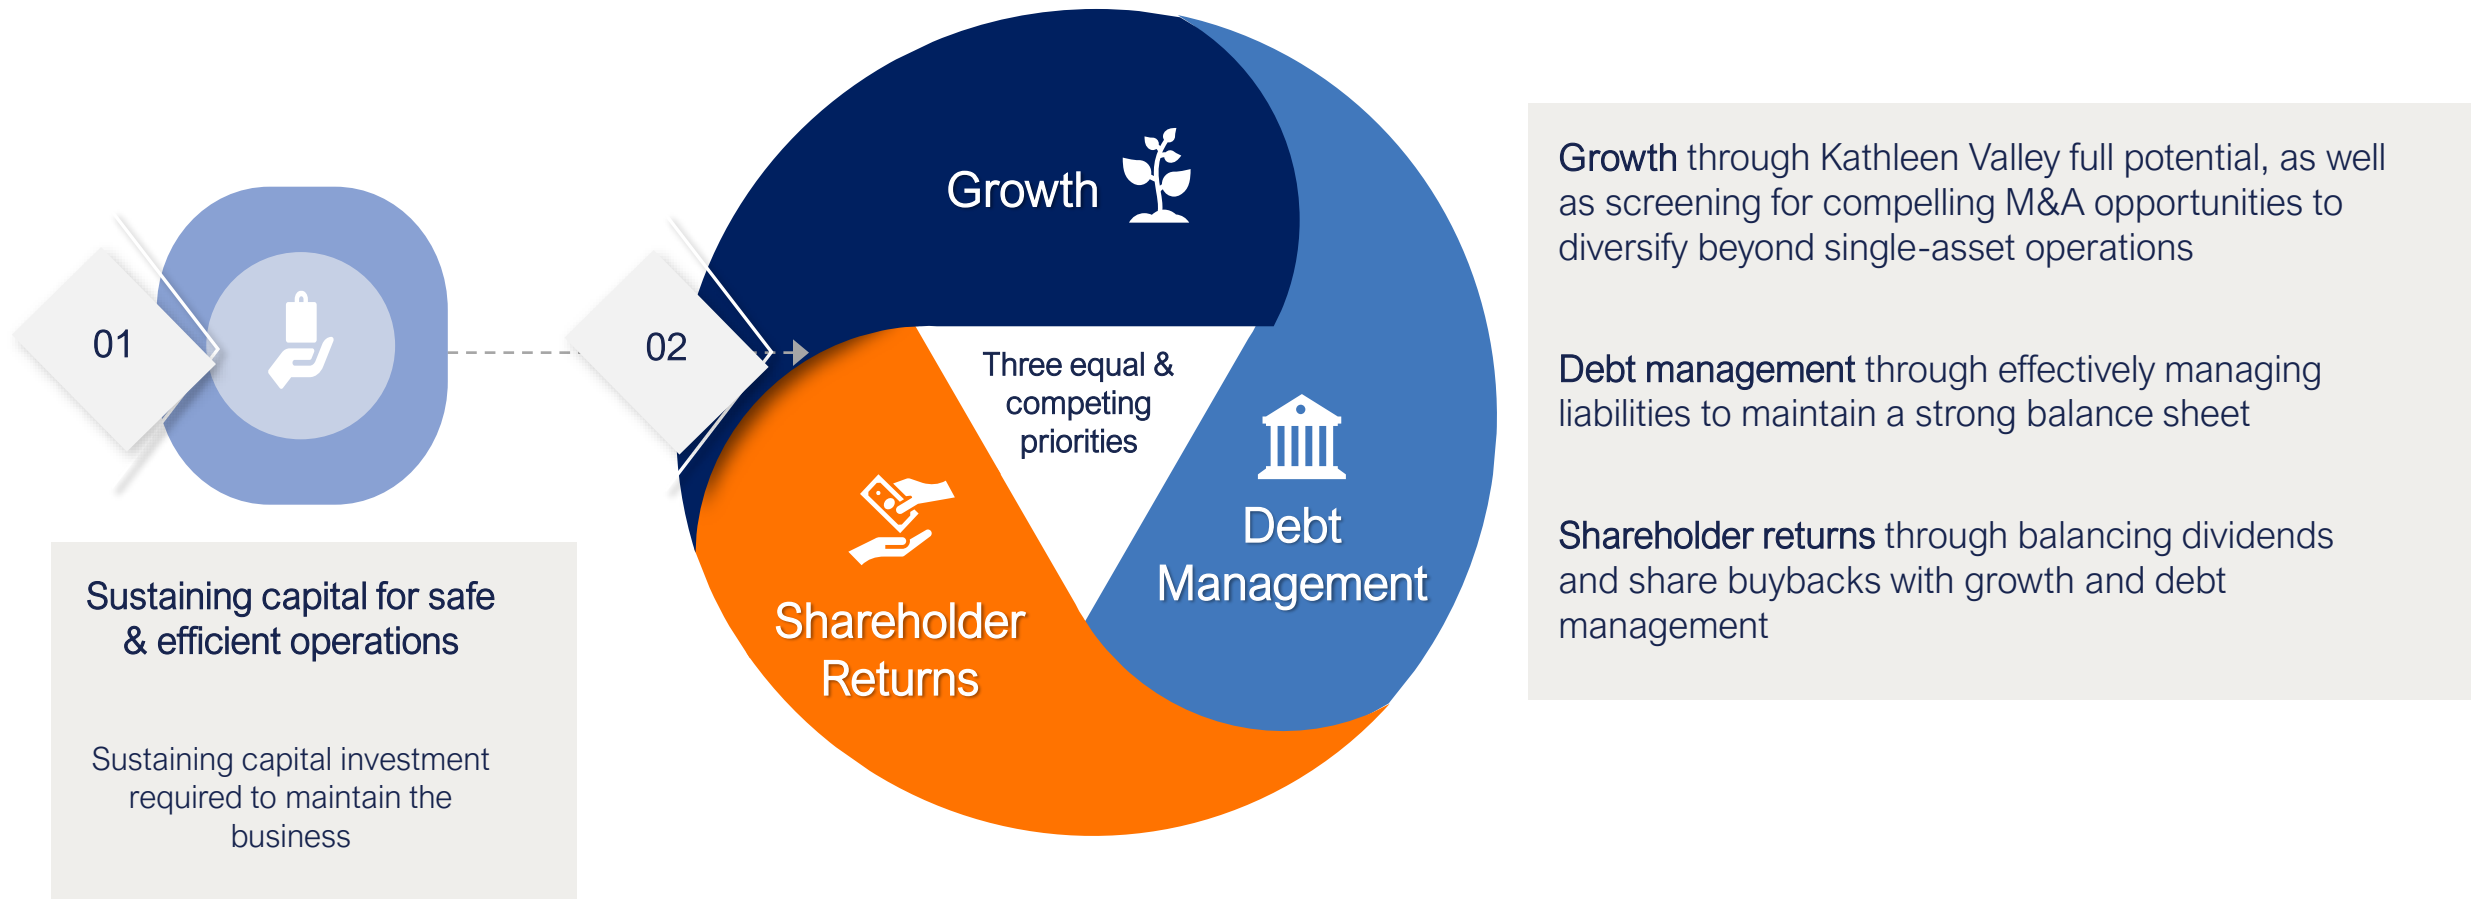 01
Sustaining capital for safe
& efficient operations
Sustaining capital investment
required to maintain the
business
02
Growth
Three equal &
competing
priorities
Debt
Management
Shareholder
Returns
Growth through Kathleen Valley full potential, as well
as screening for compelling M&A opportunities to
diversify beyond single-asset operations
Debt management through effectively managing
liabilities to maintain a strong balance sheet
Shareholder returns through balancing dividends
and share buybacks with growth and debt
management